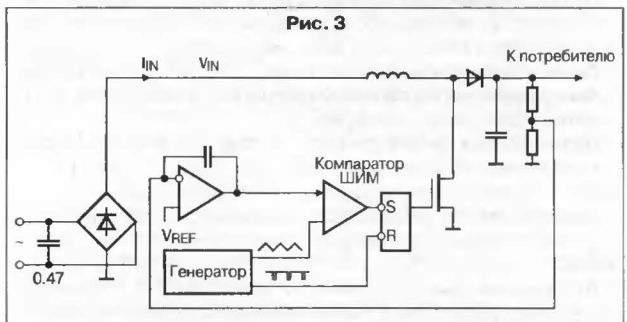 Рис. 3
IIN
VIN
К потребителю
Компаратор
ШИМ
VREF
S
R
Генератор
~
0.47